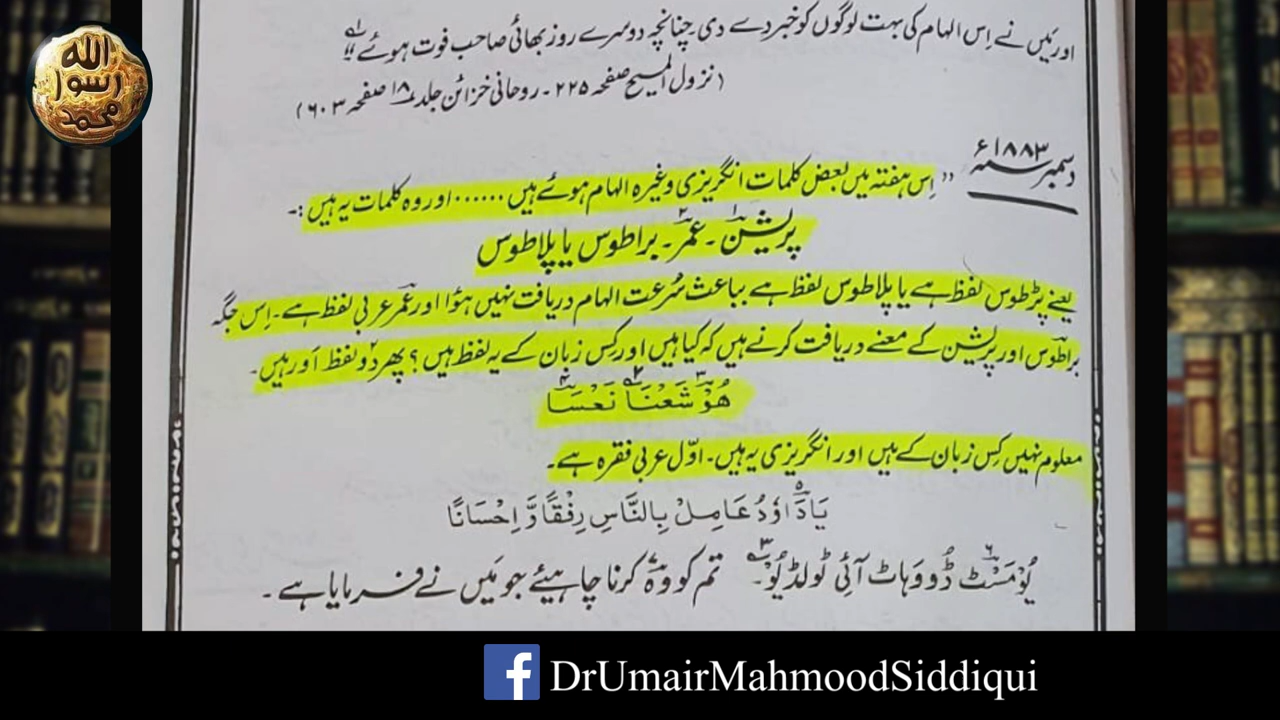 اور مَیں نے اِس الہام کی بہت لوگوں کو خبر دے دی۔ چنانچہ دوسرے روز بھائی صاحب فوت ہوئے
(نزول المسیح صفحہ ۲۲۵۔ روحانی خزائن جلد ۱۸ صفحہ ۶۰۳)
الله
رسول
محمد
دسمبر ۱۸۸۳ء
" اِس ہفتہ میں بعض کلمات انگریزی وغیرہ الہام ہوئے ہیں ...... اور وہ کلمات یہ ہیں :۔
پریشن۔ عمر۔ براطوس یا پلاطوس
یعنے پڑطوس لفظ ہے یا پلاطوس لفظ ہے بباعث سُرعت الہام دریافت نہیں ہؤا اور عمر عربی لفظ ہے۔ اِس جگہ
براطوس اور پریشن کے معنے دریافت کرنے ہیں کہ کیا ہیں اور کِس زبان کے یہ لفظ ہیں؟ پھر دو لفظ اَور ہیں۔
هُوْ شَعْنَا نَعْسَا
معلوم نہیں کِس زبان کے ہیں اور انگریزی یہ ہیں۔ اوّل عربی فقرہ ہے۔
يَا دَاوٗدُ عَامِلْ بِالنَّاسِ رِفْقًا وَّ اِحْسَانًا
یُوْ مَسْٹ ڈُو وَہاٹ آئی ٹولڈ یُوْ۔ تم کو وہ کرنا چاہیئے جو مَیں نے فرمایا ہے۔
DrUmairMahmoodSiddiqui